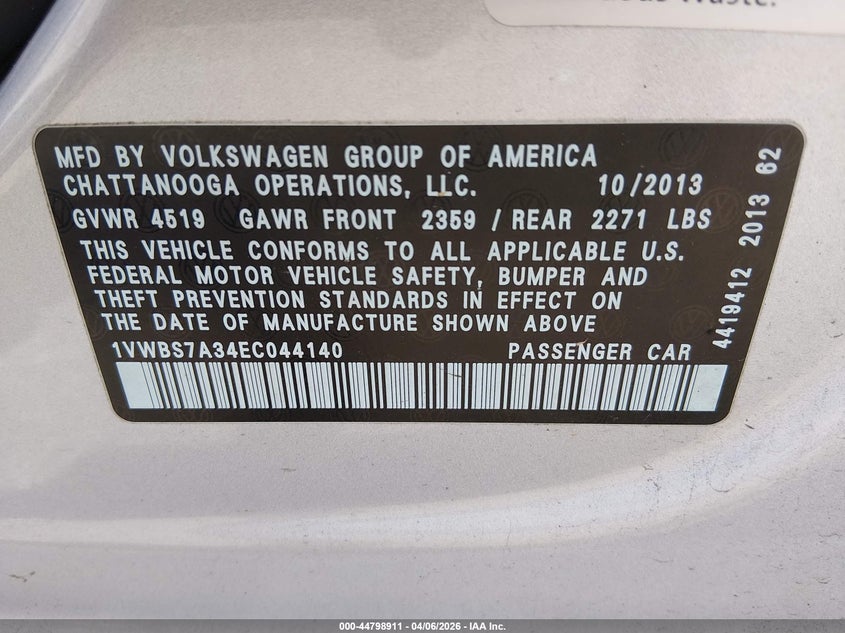 Waste.
MFD BY VOLKSWAGEN GROUP OF AMERICA
CHATTANOOGA OPERATIONS, LLC. 10/2013
GVWR 4519 GAWR FRONT 2359 / REAR 2271 LBS
THIS VEHICLE CONFORMS TO ALL APPLICABLE U.S.
FEDERAL MOTOR VEHICLE SAFETY, BUMPER AND
THEFT PREVENTION STANDARDS IN EFFECT ON
THE DATE OF MANUFACTURE SHOWN ABOVE
1VWBS7A34EC044140 PASSENGER CAR
4419412 2013 62
000-44798911 - 04/06/2026 - IAA Inc.